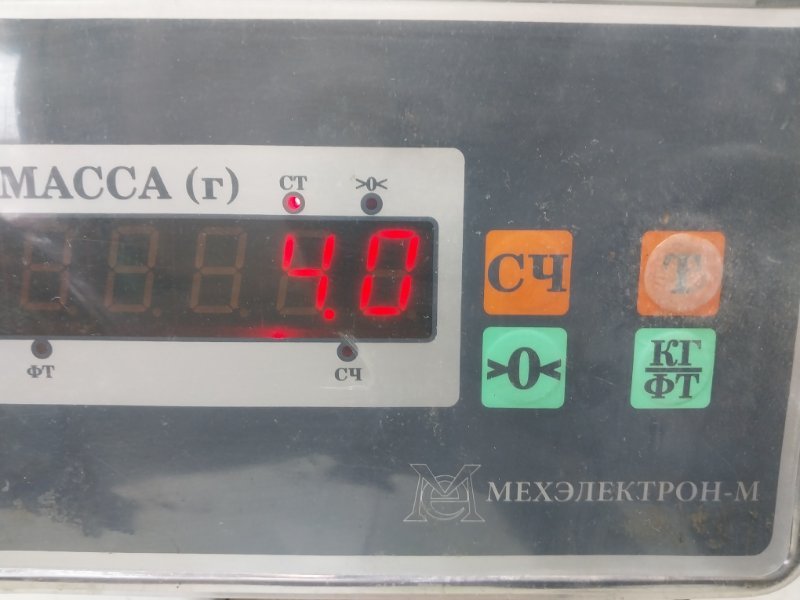 МАССА (г)
СТ
>0<
4.0
ФТ
СЧ
СЧ
Т
>0<
КГ
ФТ
МЕХЭЛЕКТРОН-М